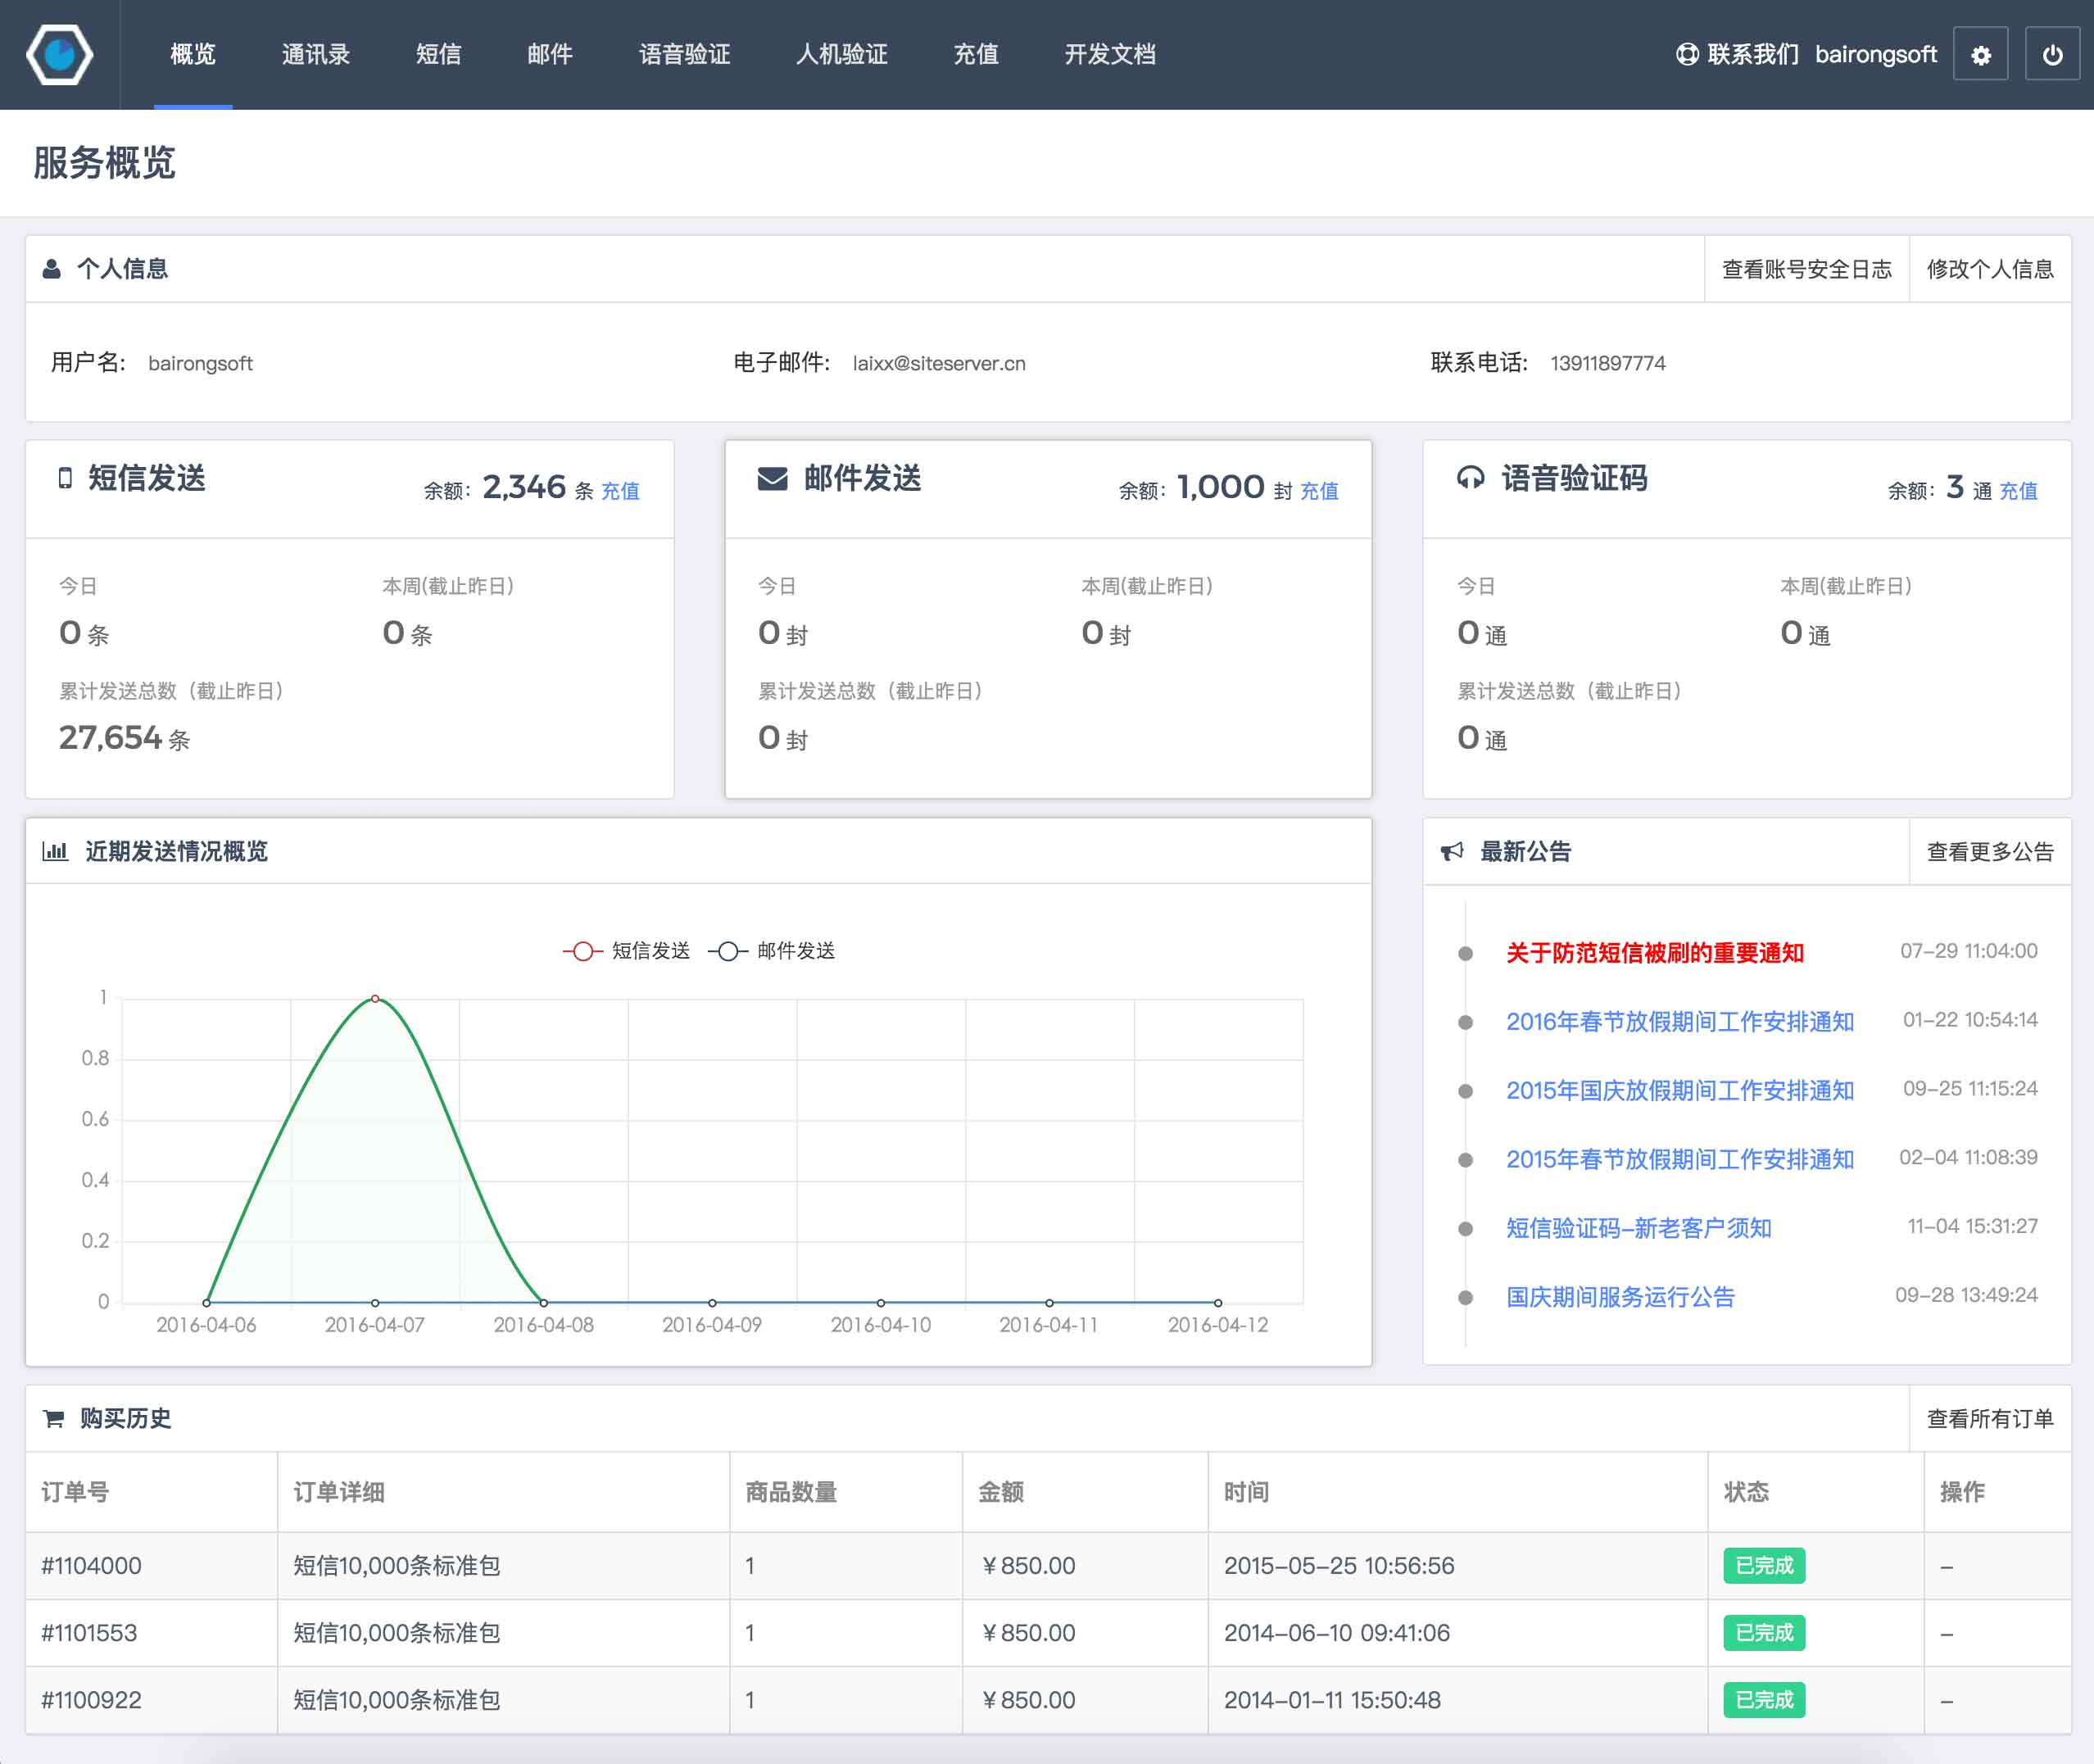 概览 通讯录 短信 邮件 语音验证 人机验证 充值 开发文档 联系我们 bairongsoft
服务概览
个人信息 查看账号安全日志 修改个人信息
用户名: bairongsoft 电子邮件: laixx@siteserver.cn 联系电话: 13911897774
短信发送 余额: 2,346 条 充值
今日 本周(截止昨日)
0 条 0 条
累计发送总数（截止昨日）
27,654 条
邮件发送 余额: 1,000 封 充值
今日 本周(截止昨日)
0 封 0 封
累计发送总数（截止昨日）
0 封
语音验证码 余额: 3 通 充值
今日 本周(截止昨日)
0 通 0 通
累计发送总数（截止昨日）
0 通
近期发送情况概览
短信发送 邮件发送
1
0.8
0.6
0.4
0.2
0
2016-04-06 2016-04-07 2016-04-08 2016-04-09 2016-04-10 2016-04-11 2016-04-12
最新公告 查看更多公告
关于防范短信被刷的重要通知 07-29 11:04:00
2016年春节放假期间工作安排通知 01-22 10:54:14
2015年国庆放假期间工作安排通知 09-25 11:15:24
2015年春节放假期间工作安排通知 02-04 11:08:39
短信验证码-新老客户须知 11-04 15:31:27
国庆期间服务运行公告 09-28 13:49:24
购买历史 查看所有订单
订单号 订单详细 商品数量 金额 时间 状态 操作
#1104000 短信10,000条标准包 1 ￥850.00 2015-05-25 10:56:56 已完成 -
#1101553 短信10,000条标准包 1 ￥850.00 2014-06-10 09:41:06 已完成 -
#1100922 短信10,000条标准包 1 ￥850.00 2014-01-11 15:50:48 已完成 -